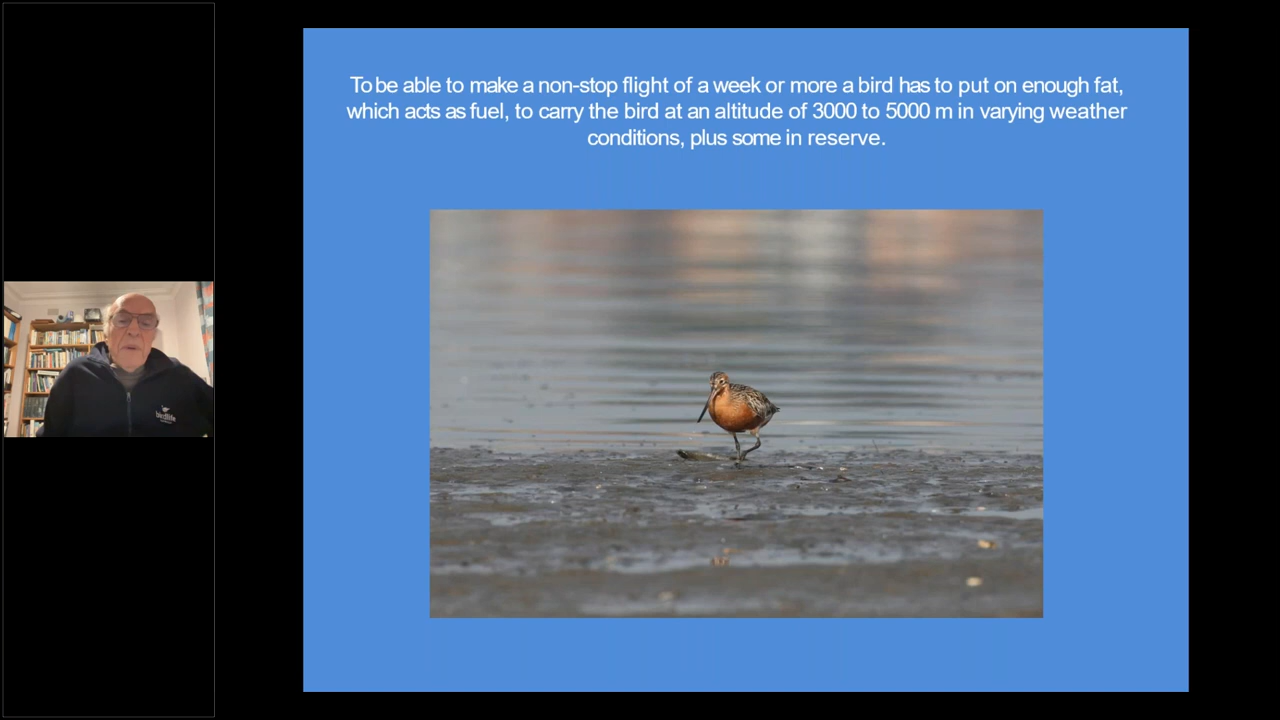 To be able to make a non-stop flight of a week or more a bird has to put on enough fat,
which acts as fuel, to carry the bird at an altitude of 3000 to 5000 m in varying weather
conditions, plus some in reserve.
birdlife